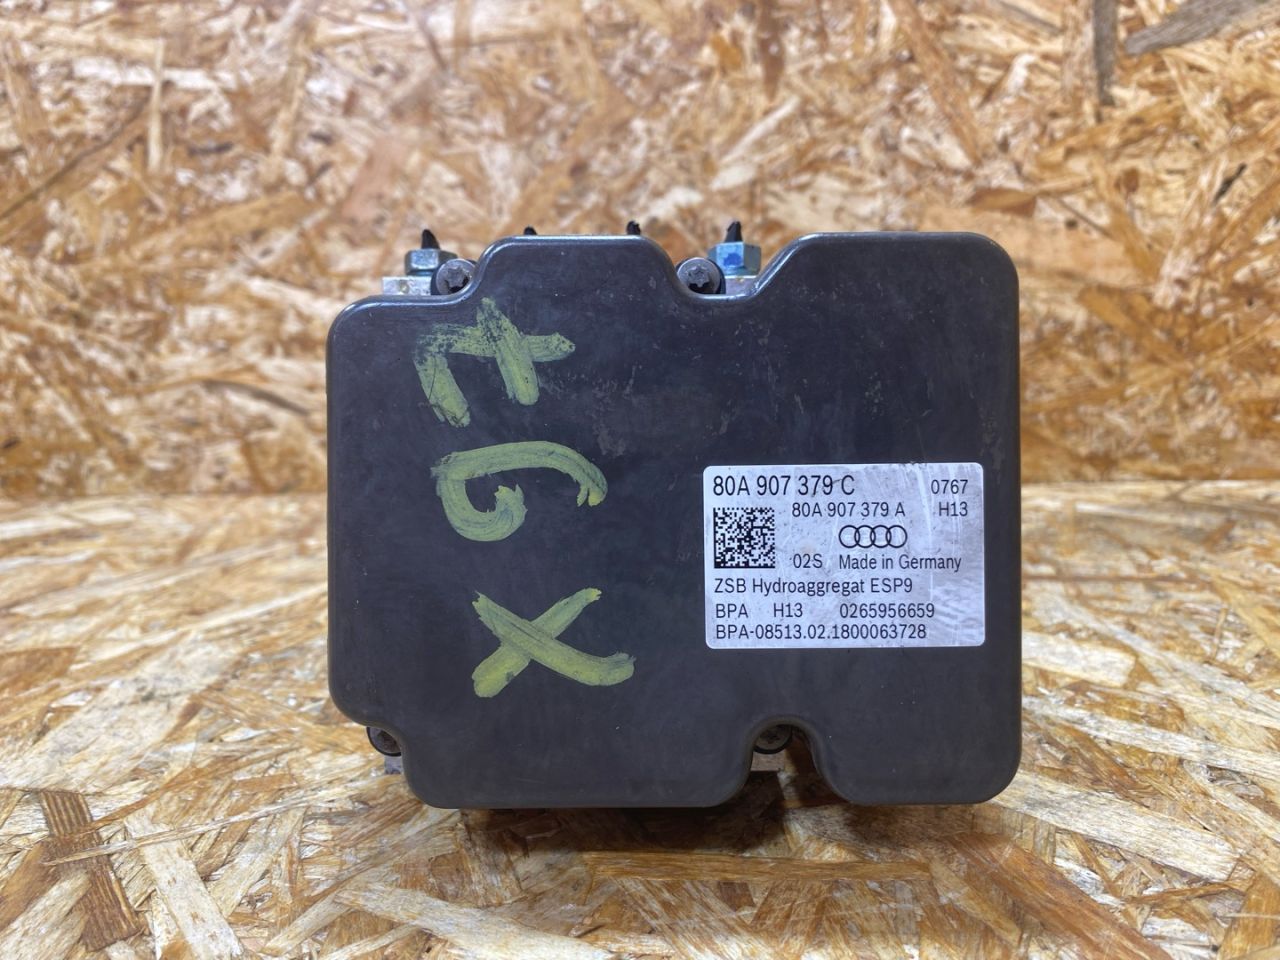 80A 907 379 C 0767
80A 907 379 A H13
02S Made in Germany
ZSB Hydroaggregat ESP9
BPA H13 0265956659
BPA-08513.02.1800063728